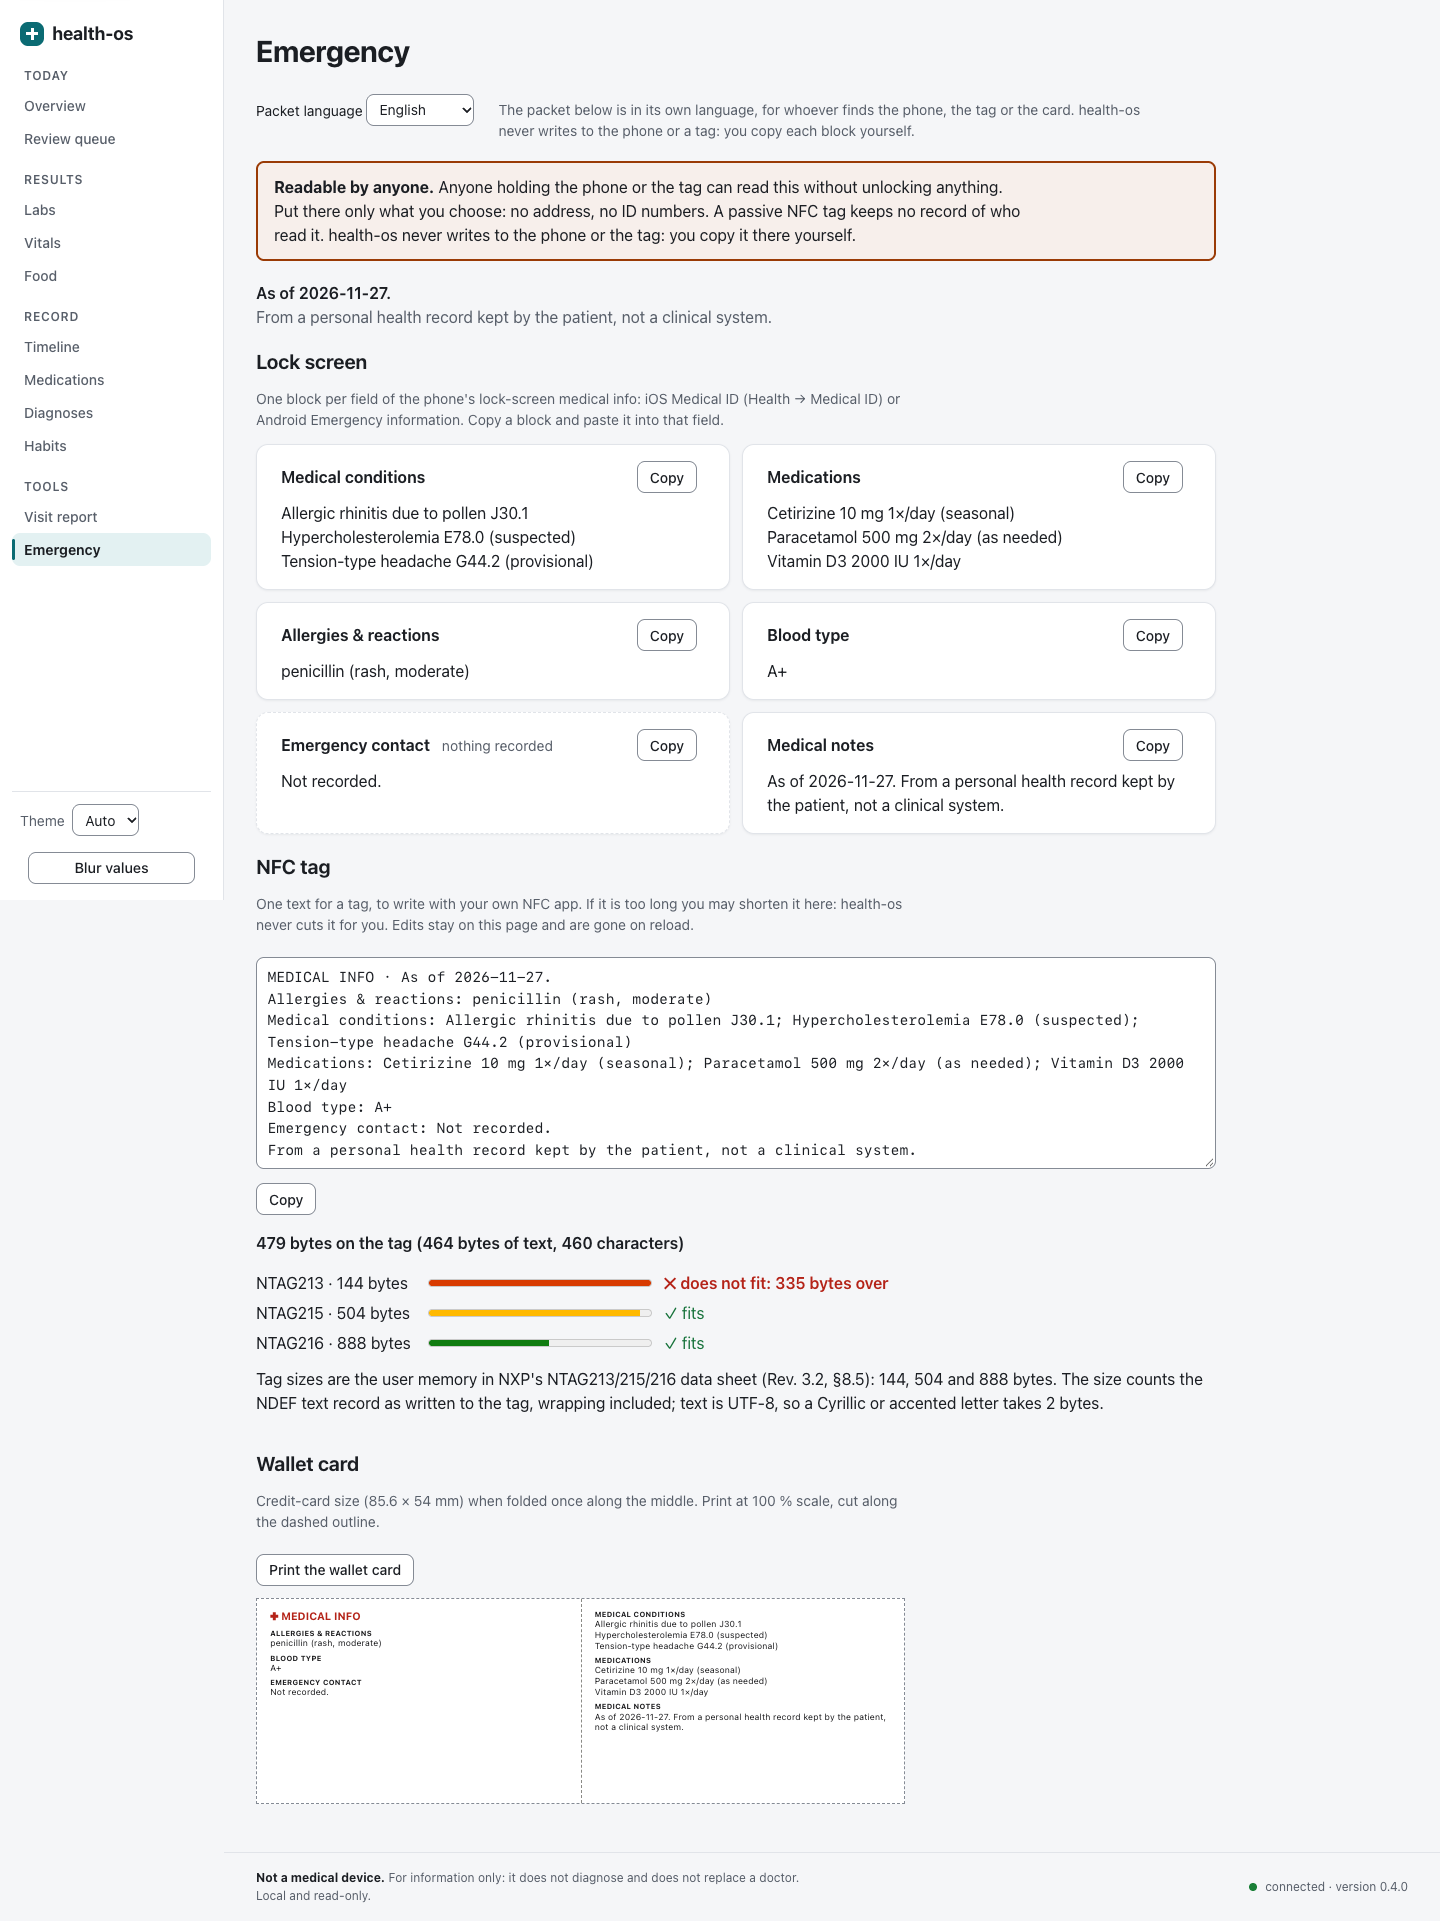 health-os
TODAY
Overview
Review queue
RESULTS
Labs
Vitals
Food
RECORD
Timeline
Medications
Diagnoses
Habits
TOOLS
Visit report
Emergency
Theme Auto
Blur values
Emergency
Packet language English
The packet below is in its own language, for whoever finds the phone, the tag or the card. health-os
never writes to the phone or a tag: you copy each block yourself.
Readable by anyone. Anyone holding the phone or the tag can read this without unlocking anything.
Put there only what you choose: no address, no ID numbers. A passive NFC tag keeps no record of who
read it. health-os never writes to the phone or the tag: you copy it there yourself.
As of 2026-11-27.
From a personal health record kept by the patient, not a clinical system.
Lock screen
One block per field of the phone's lock-screen medical info: iOS Medical ID (Health → Medical ID) or
Android Emergency information. Copy a block and paste it into that field.
Medical conditions Copy
Allergic rhinitis due to pollen J30.1
Hypercholesterolemia E78.0 (suspected)
Tension-type headache G44.2 (provisional)
Medications Copy
Cetirizine 10 mg 1×/day (seasonal)
Paracetamol 500 mg 2×/day (as needed)
Vitamin D3 2000 IU 1×/day
Allergies & reactions Copy
penicillin (rash, moderate)
Blood type Copy
A+
Emergency contact nothing recorded Copy
Not recorded.
Medical notes Copy
As of 2026-11-27. From a personal health record kept by
the patient, not a clinical system.
NFC tag
One text for a tag, to write with your own NFC app. If it is too long you may shorten it here: health-os
never cuts it for you. Edits stay on this page and are gone on reload.
MEDICAL INFO · As of 2026-11-27.
Allergies & reactions: penicillin (rash, moderate)
Medical conditions: Allergic rhinitis due to pollen J30.1; Hypercholesterolemia E78.0 (suspected);
Tension-type headache G44.2 (provisional)
Medications: Cetirizine 10 mg 1×/day (seasonal); Paracetamol 500 mg 2×/day (as needed); Vitamin D3 2000
IU 1×/day
Blood type: A+
Emergency contact: Not recorded.
From a personal health record kept by the patient, not a clinical system.
Copy
479 bytes on the tag (464 bytes of text, 460 characters)
NTAG213 · 144 bytes ✕ does not fit: 335 bytes over
NTAG215 · 504 bytes ✓ fits
NTAG216 · 888 bytes ✓ fits
Tag sizes are the user memory in NXP's NTAG213/215/216 data sheet (Rev. 3.2, §8.5): 144, 504 and 888 bytes. The size counts the
NDEF text record as written to the tag, wrapping included; text is UTF-8, so a Cyrillic or accented letter takes 2 bytes.
Wallet card
Credit-card size (85.6 × 54 mm) when folded once along the middle. Print at 100 % scale, cut along
the dashed outline.
Print the wallet card
MEDICAL INFO
ALLERGIES & REACTIONS
penicillin (rash, moderate)
BLOOD TYPE
A+
EMERGENCY CONTACT
Not recorded.
MEDICAL CONDITIONS
Allergic rhinitis due to pollen J30.1
Hypercholesterolemia E78.0 (suspected)
Tension-type headache G44.2 (provisional)
MEDICATIONS
Cetirizine 10 mg 1×/day (seasonal)
Paracetamol 500 mg 2×/day (as needed)
Vitamin D3 2000 IU 1×/day
MEDICAL NOTES
As of 2026-11-27. From a personal health record kept by the patient,
not a clinical system.
Not a medical device. For information only: it does not diagnose and does not replace a doctor.
Local and read-only.
connected · version 0.4.0